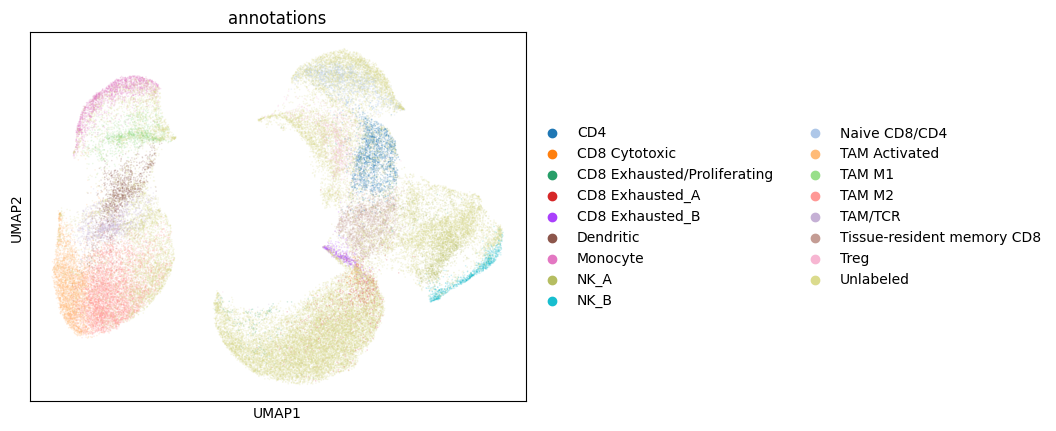 annotations
UMAP2
UMAP1
CD4
CD8 Cytotoxic
CD8 Exhausted/Proliferating
CD8 Exhausted_A
CD8 Exhausted_B
Dendritic
Monocyte
NK_A
NK_B
Naive CD8/CD4
TAM Activated
TAM M1
TAM M2
TAM/TCR
Tissue-resident memory CD8
Treg
Unlabeled